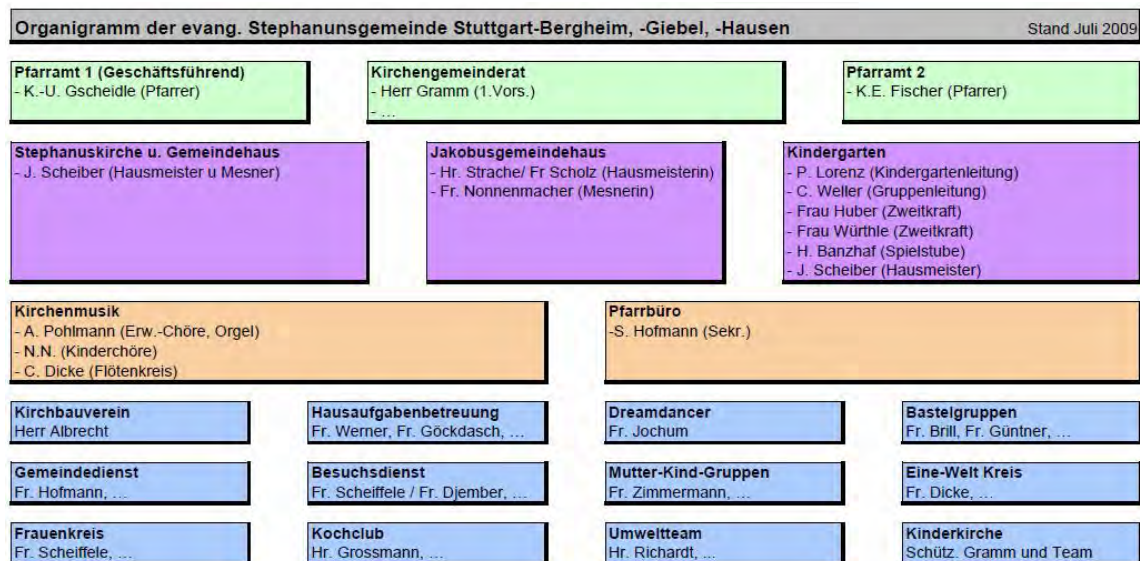 Organigramm der evang. Stephanunsgemeinde Stuttgart-Bergheim, -Giebel, -Hausen Stand Juli 2009
Pfarramt 1 (Geschäftsführend)
- K.-U. Gscheidle (Pfarrer)
Kirchengemeinderat
- Herr Gramm (1.Vors.)
- ...
Pfarramt 2
- K.E. Fischer (Pfarrer)
Stephanuskirche u. Gemeindehaus
- J. Scheiber (Hausmeister u Mesner)
Jakobusgemeindehaus
- Hr. Strache/ Fr Scholz (Hausmeisterin)
- Fr. Nonnenmacher (Mesnerin)
Kindergarten
- P. Lorenz (Kindergartenleitung)
- C. Weller (Gruppenleitung)
- Frau Huber (Zweitkraft)
- Frau Würthle (Zweitkraft)
- H. Banzhaf (Spielstube)
- J. Scheiber (Hausmeister)
Kirchenmusik
- A. Pohlmann (Erw.-Chöre, Orgel)
- N.N. (Kinderchöre)
- C. Dicke (Flötenkreis)
Pfarrbüro
-S. Hofmann (Sekr.)
Kirchbauverein
Herr Albrecht
Hausaufgabenbetreuung
Fr. Werner, Fr. Göckdasch, ...
Dreamdancer
Fr. Jochum
Bastelgruppen
Fr. Brill, Fr. Güntner, ...
Gemeindedienst
Fr. Hofmann, ...
Besuchsdienst
Fr. Scheiffele / Fr. Djember, ...
Mutter-Kind-Gruppen
Fr. Zimmermann, ...
Eine-Welt Kreis
Fr. Dicke, ...
Frauenkreis
Fr. Scheiffele, ...
Kochclub
Hr. Grossmann, ...
Umweltteam
Hr. Richardt, ...
Kinderkirche
Schütz. Gramm und Team